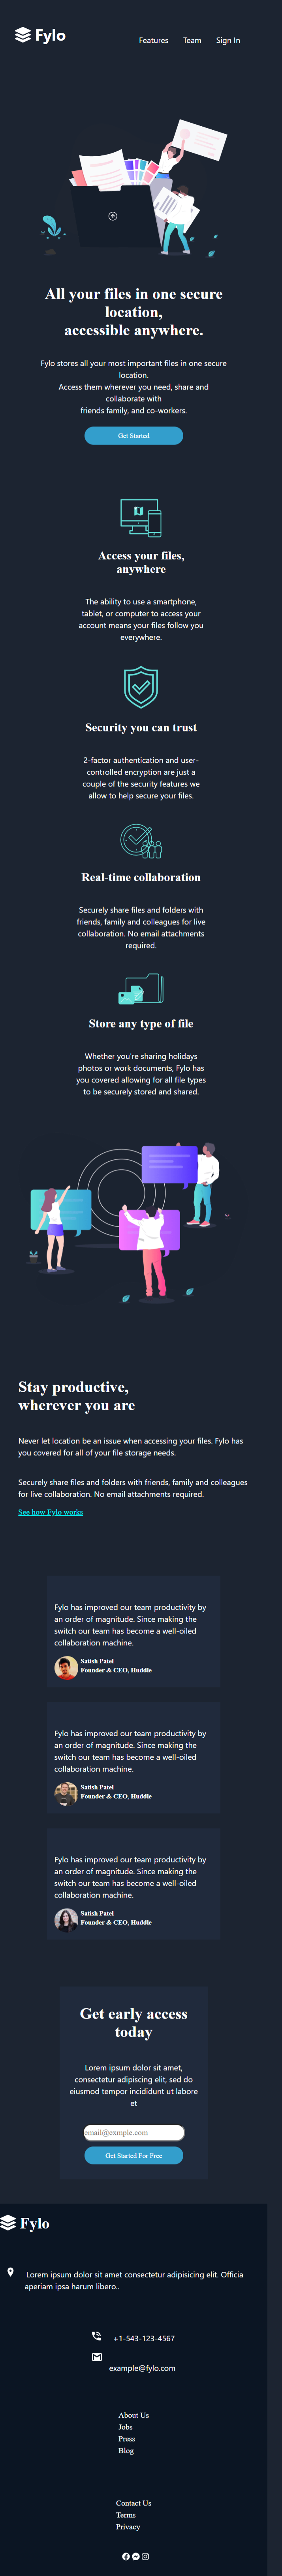 Fylo
Features Team Sign In
All your files in one secure
location,
accessible anywhere.
Fylo stores all your most important files in one secure
location.
Access them wherever you need, share and
collaborate with
friends family, and co-workers.
Get Started
Access your files,
anywhere
The ability to use a smartphone,
tablet, or computer to access your
account means your files follow you
everywhere.
Security you can trust
2-factor authentication and user-
controlled encryption are just a
couple of the security features we
allow to help secure your files.
Real-time collaboration
Securely share files and folders with
friends, family and colleagues for live
collaboration. No email attachments
required.
Store any type of file
Whether you're sharing holidays
photos or work documents, Fylo has
you covered allowing for all file types
to be securely stored and shared.
Stay productive,
wherever you are
Never let location be an issue when accessing your files. Fylo has
you covered for all of your file storage needs.
Securely share files and folders with friends, family and colleagues
for live collaboration. No email attachments required.
See how Fylo works
Fylo has improved our team productivity by
an order of magnitude. Since making the
switch our team has become a well-oiled
collaboration machine.
Satish Patel
Founder & CEO, Huddle
Fylo has improved our team productivity by
an order of magnitude. Since making the
switch our team has become a well-oiled
collaboration machine.
Satish Patel
Founder & CEO, Huddle
Fylo has improved our team productivity by
an order of magnitude. Since making the
switch our team has become a well-oiled
collaboration machine.
Satish Patel
Founder & CEO, Huddle
Get early access
today
Lorem ipsum dolor sit amet,
consectetur adipiscing elit, sed do
eiusmod tempor incididunt ut labore
et
email@exmple.com
Get Started For Free
Fylo
Lorem ipsum dolor sit amet consectetur adipisicing elit. Officia
aperiam ipsa harum libero..
+1-543-123-4567
example@fylo.com
About Us
Jobs
Press
Blog
Contact Us
Terms
Privacy